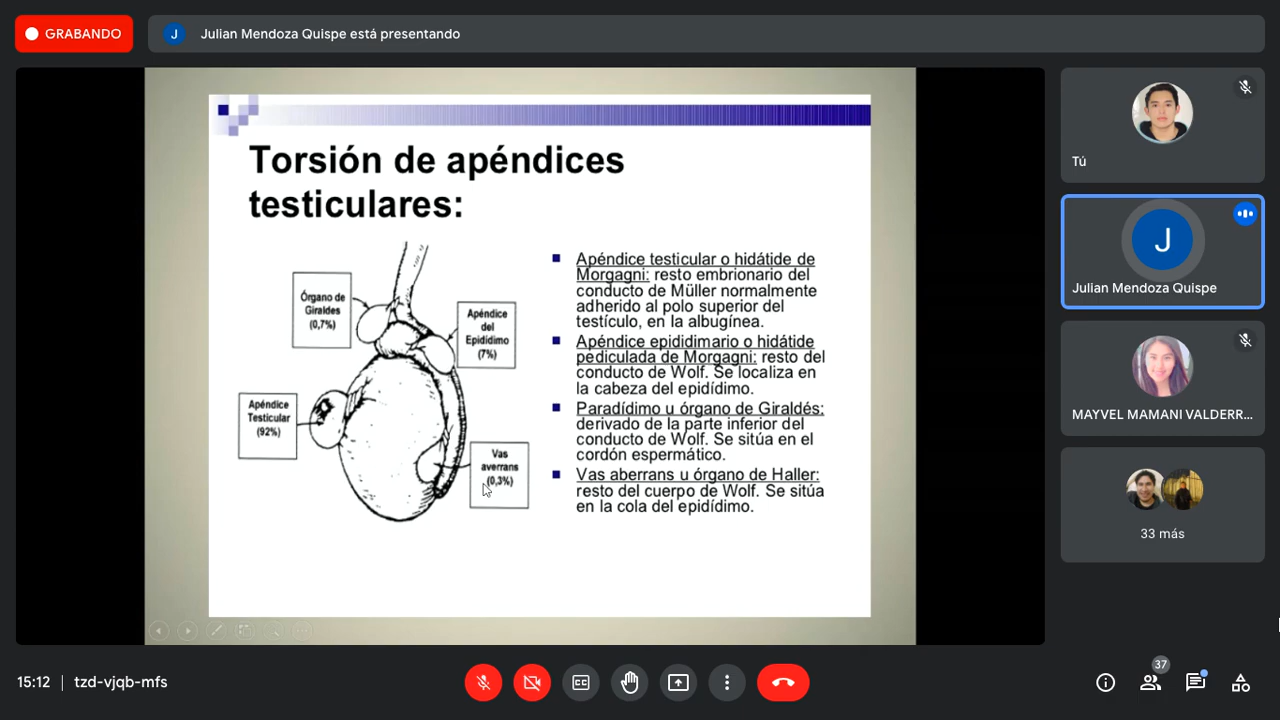 GRABANDO
J
Julian Mendoza Quispe está presentando
Torsión de apéndices
testiculares:
Órgano de
Giraldes
(0,7%)
Apéndice
del
Epidídimo
(7%)
Apéndice
Testicular
(92%)
Vas
averrans
(0,3%)
Apéndice testicular o hidátide de
Morgagni: resto embrionario del
conducto de Müller normalmente
adherido al polo superior del
testículo, en la albugínea.
Apéndice epididimario o hidátide
pediculada de Morgagni: resto del
conducto de Wolf. Se localiza en
la cabeza del epidídimo.
Paradídimo u órgano de Giraldés:
derivado de la parte inferior del
conducto de Wolf. Se sitúa en el
cordón espermático.
Vas aberrans u órgano de Haller:
resto del cuerpo de Wolf. Se sitúa
en la cola del epidídimo.
Tú
J
Julian Mendoza Quispe
MAYVEL MAMANI VALDERR...
33 más
15:12 | tzd-vjqb-mfs
CC
37